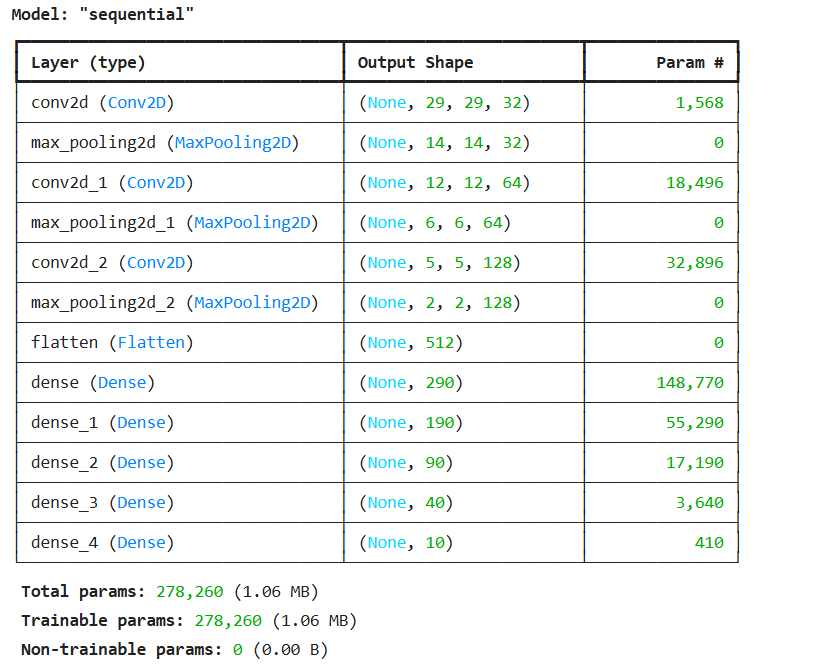 Model: "sequential"
Layer (type) Output Shape Param #
conv2d (Conv2D) (None, 29, 29, 32) 1,568
max_pooling2d (MaxPooling2D) (None, 14, 14, 32) 0
conv2d_1 (Conv2D) (None, 12, 12, 64) 18,496
max_pooling2d_1 (MaxPooling2D) (None, 6, 6, 64) 0
conv2d_2 (Conv2D) (None, 5, 5, 128) 32,896
max_pooling2d_2 (MaxPooling2D) (None, 2, 2, 128) 0
flatten (Flatten) (None, 512) 0
dense (Dense) (None, 290) 148,770
dense_1 (Dense) (None, 190) 55,290
dense_2 (Dense) (None, 90) 17,190
dense_3 (Dense) (None, 40) 3,640
dense_4 (Dense) (None, 10) 410
Total params: 278,260 (1.06 MB)
Trainable params: 278,260 (1.06 MB)
Non-trainable params: 0 (0.00 B)